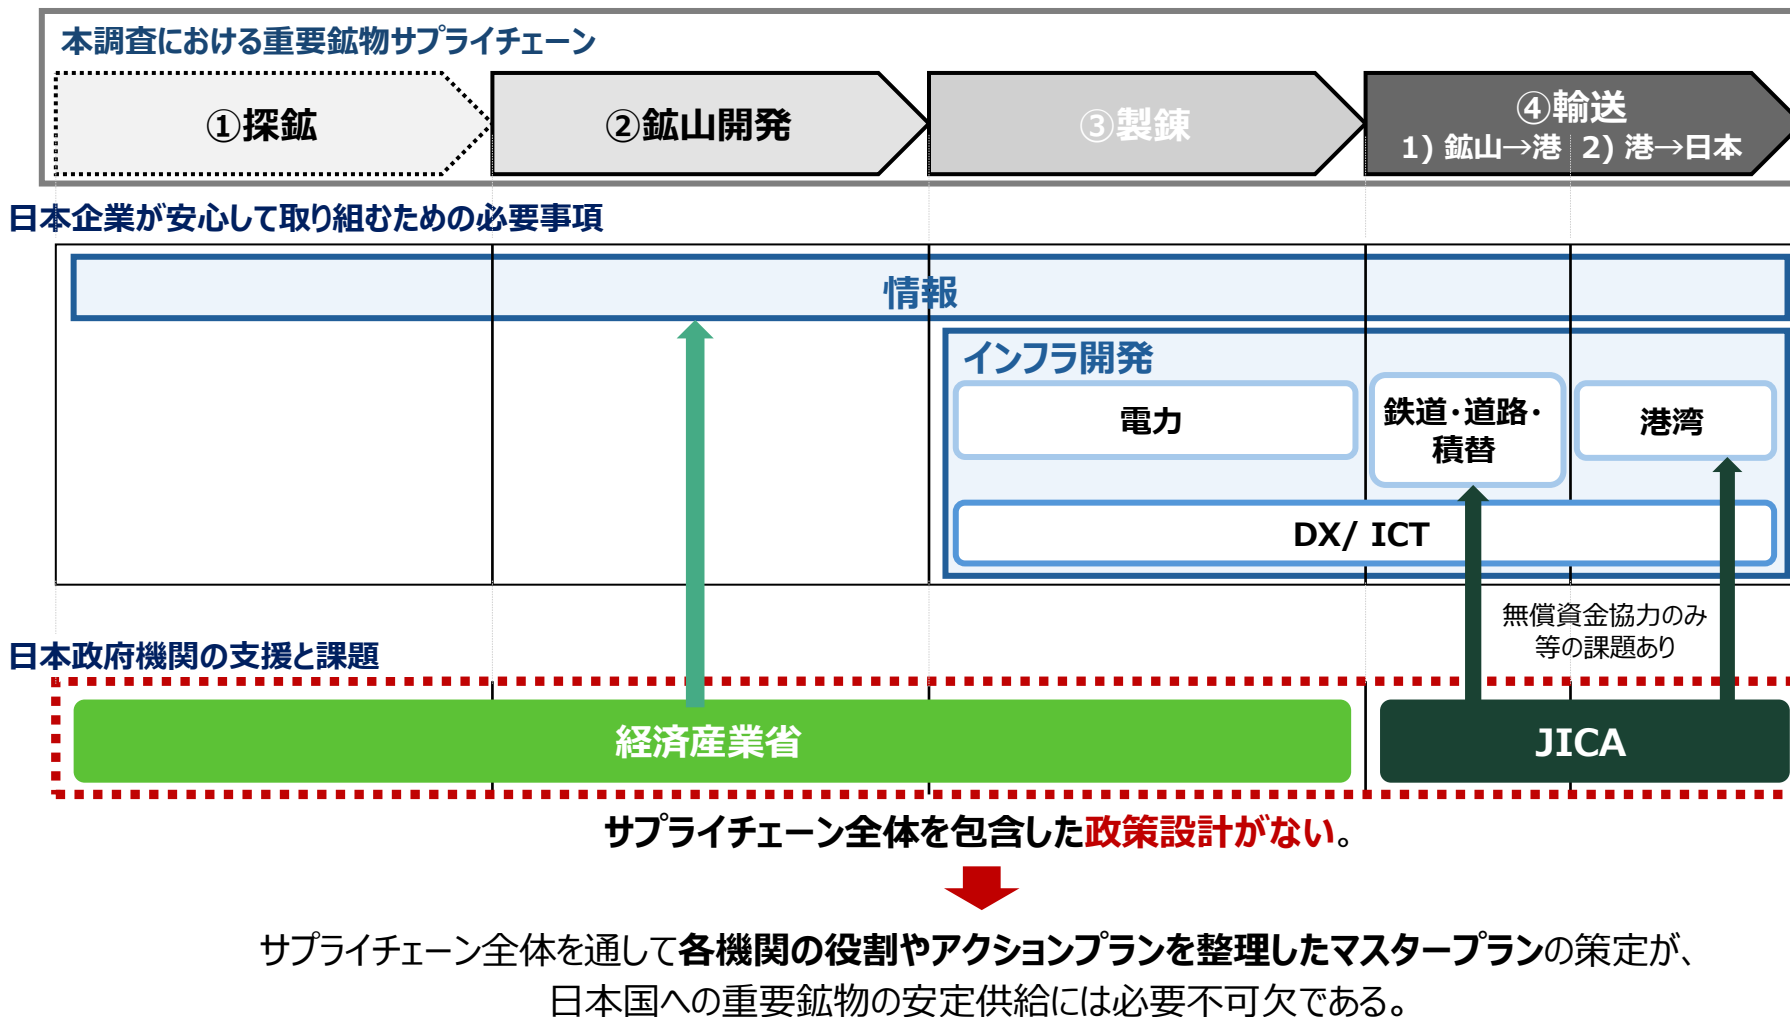 本調査における重要鉱物サプライチェーン
①探鉱
②鉱山開発
③製錬
④輸送
1) 鉱山→港 2) 港→日本
日本企業が安心して取り組むための必要事項
情報
インフラ開発
電力
鉄道・道路・
積替
港湾
DX/ ICT
無償資金協力のみ
等の課題あり
日本政府機関の支援と課題
経済産業省
JICA
サプライチェーン全体を包含した政策設計がない。
サプライチェーン全体を通して各機関の役割やアクションプランを整理したマスタープランの策定が、
日本国への重要鉱物の安定供給には必要不可欠である。